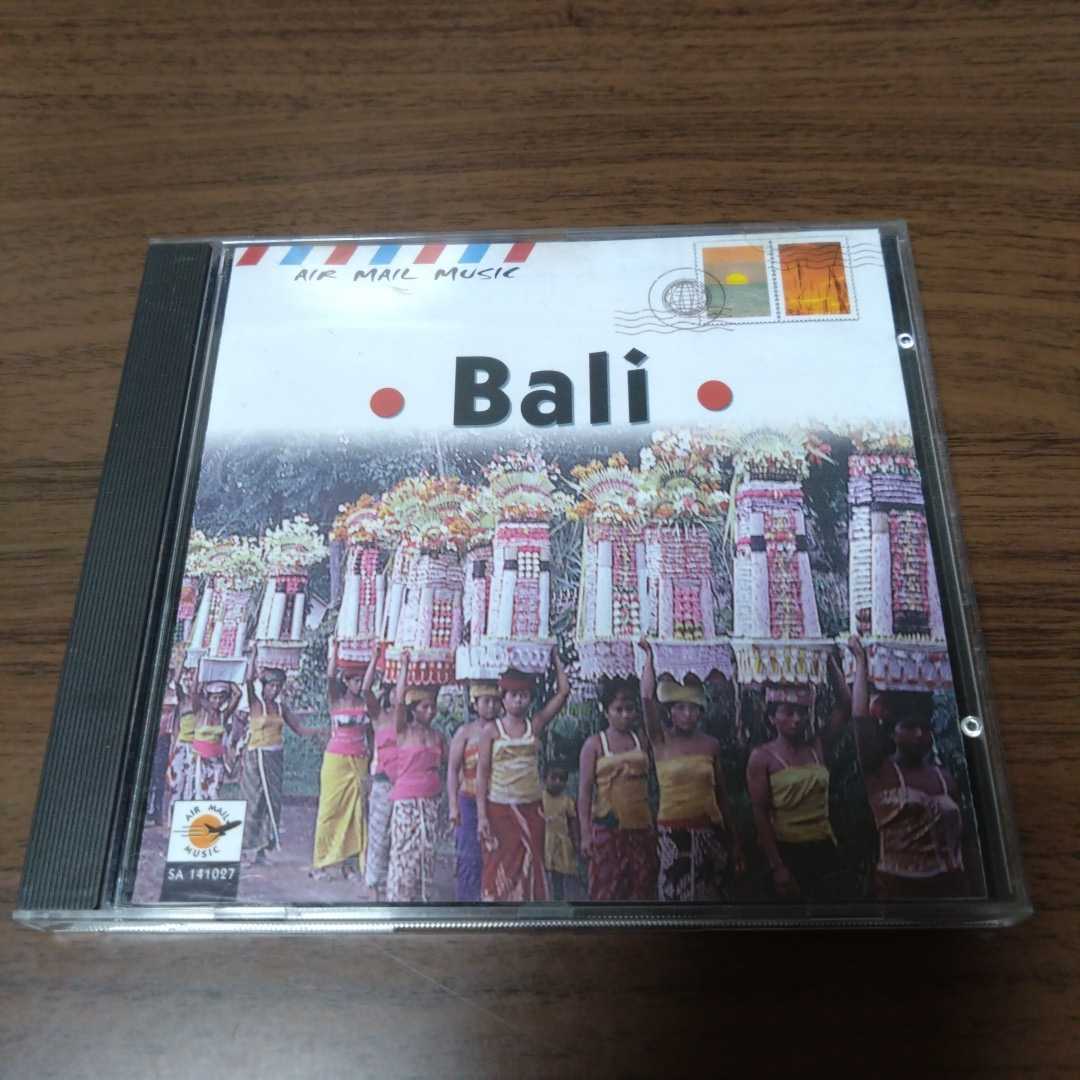 AIR MAIL MUSIC
• Bali •
AIR MAIL
MUSIC
SA 141027